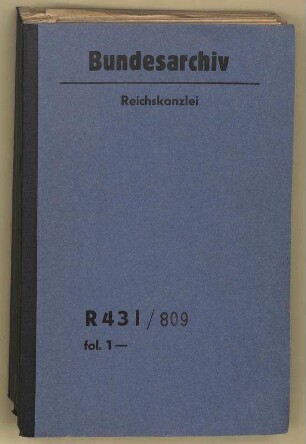 Bundesarchiv
Reichskanzlei
R 43 I / 809
fol. 1 —